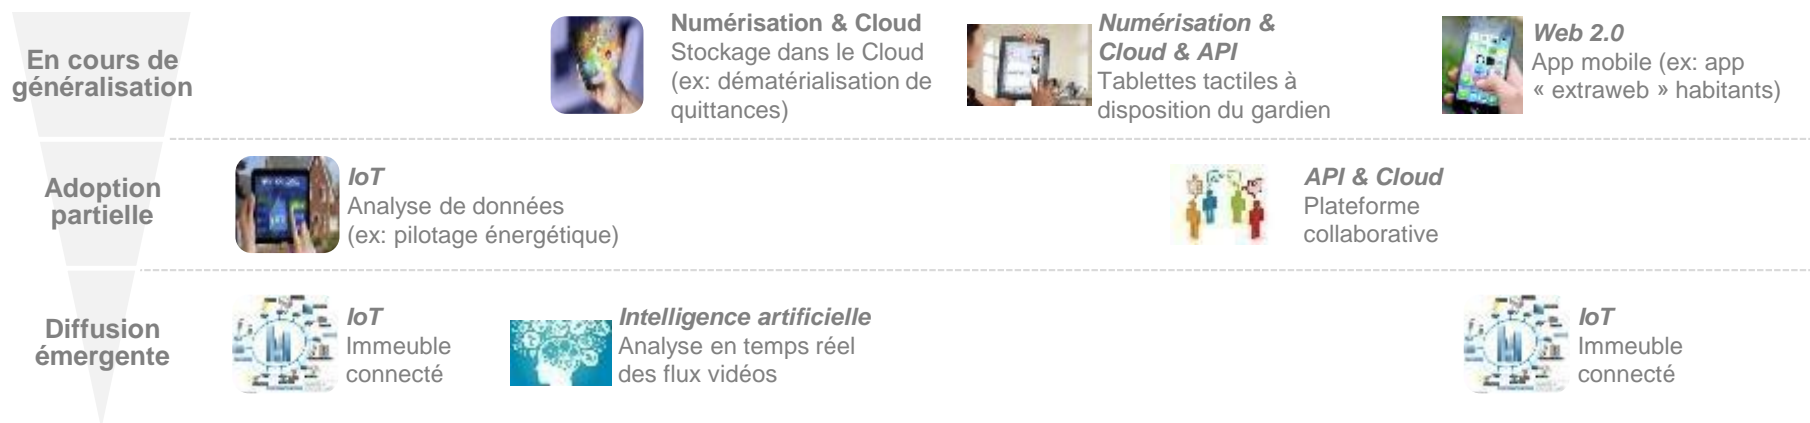 En cours de
généralisation
Numérisation & Cloud
Stockage dans le Cloud
(ex: dématérialisation de
quittances)
Numérisation &
Cloud & API
Tablettes tactiles à
disposition du gardien
Web 2.0
App mobile (ex: app
« extraweb » habitants)
Adoption
partielle
IoT
Analyse de données
(ex: pilotage énergétique)
API & Cloud
Plateforme
collaborative
Diffusion
émergente
IoT
Immeuble
connecté
Intelligence artificielle
Analyse en temps réel
des flux vidéos
IoT
Immeuble
connecté